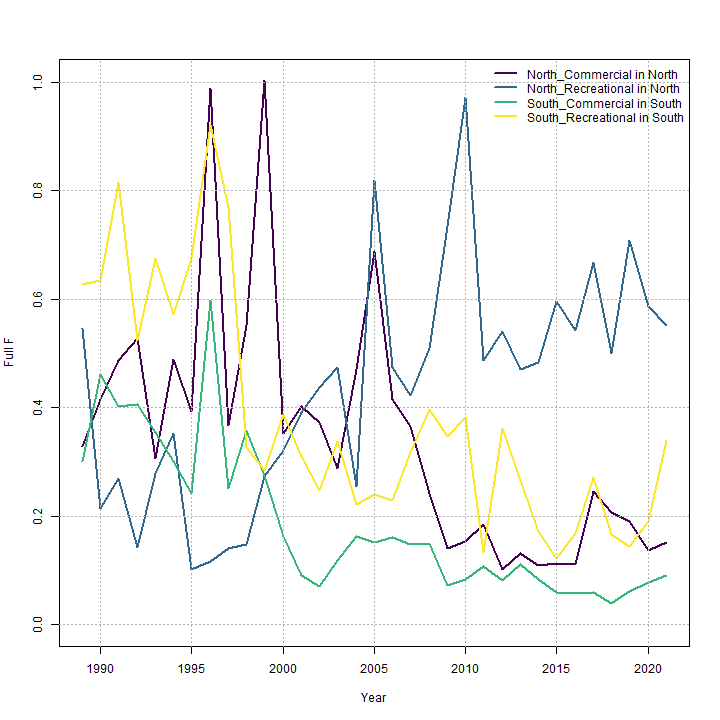 North_Commercial in North
North_Recreational in North
South_Commercial in South
South_Recreational in South
1.0
0.8
0.6
0.4
0.2
0.0
Full F
1990 1995 2000 2005 2010 2015 2020
Year